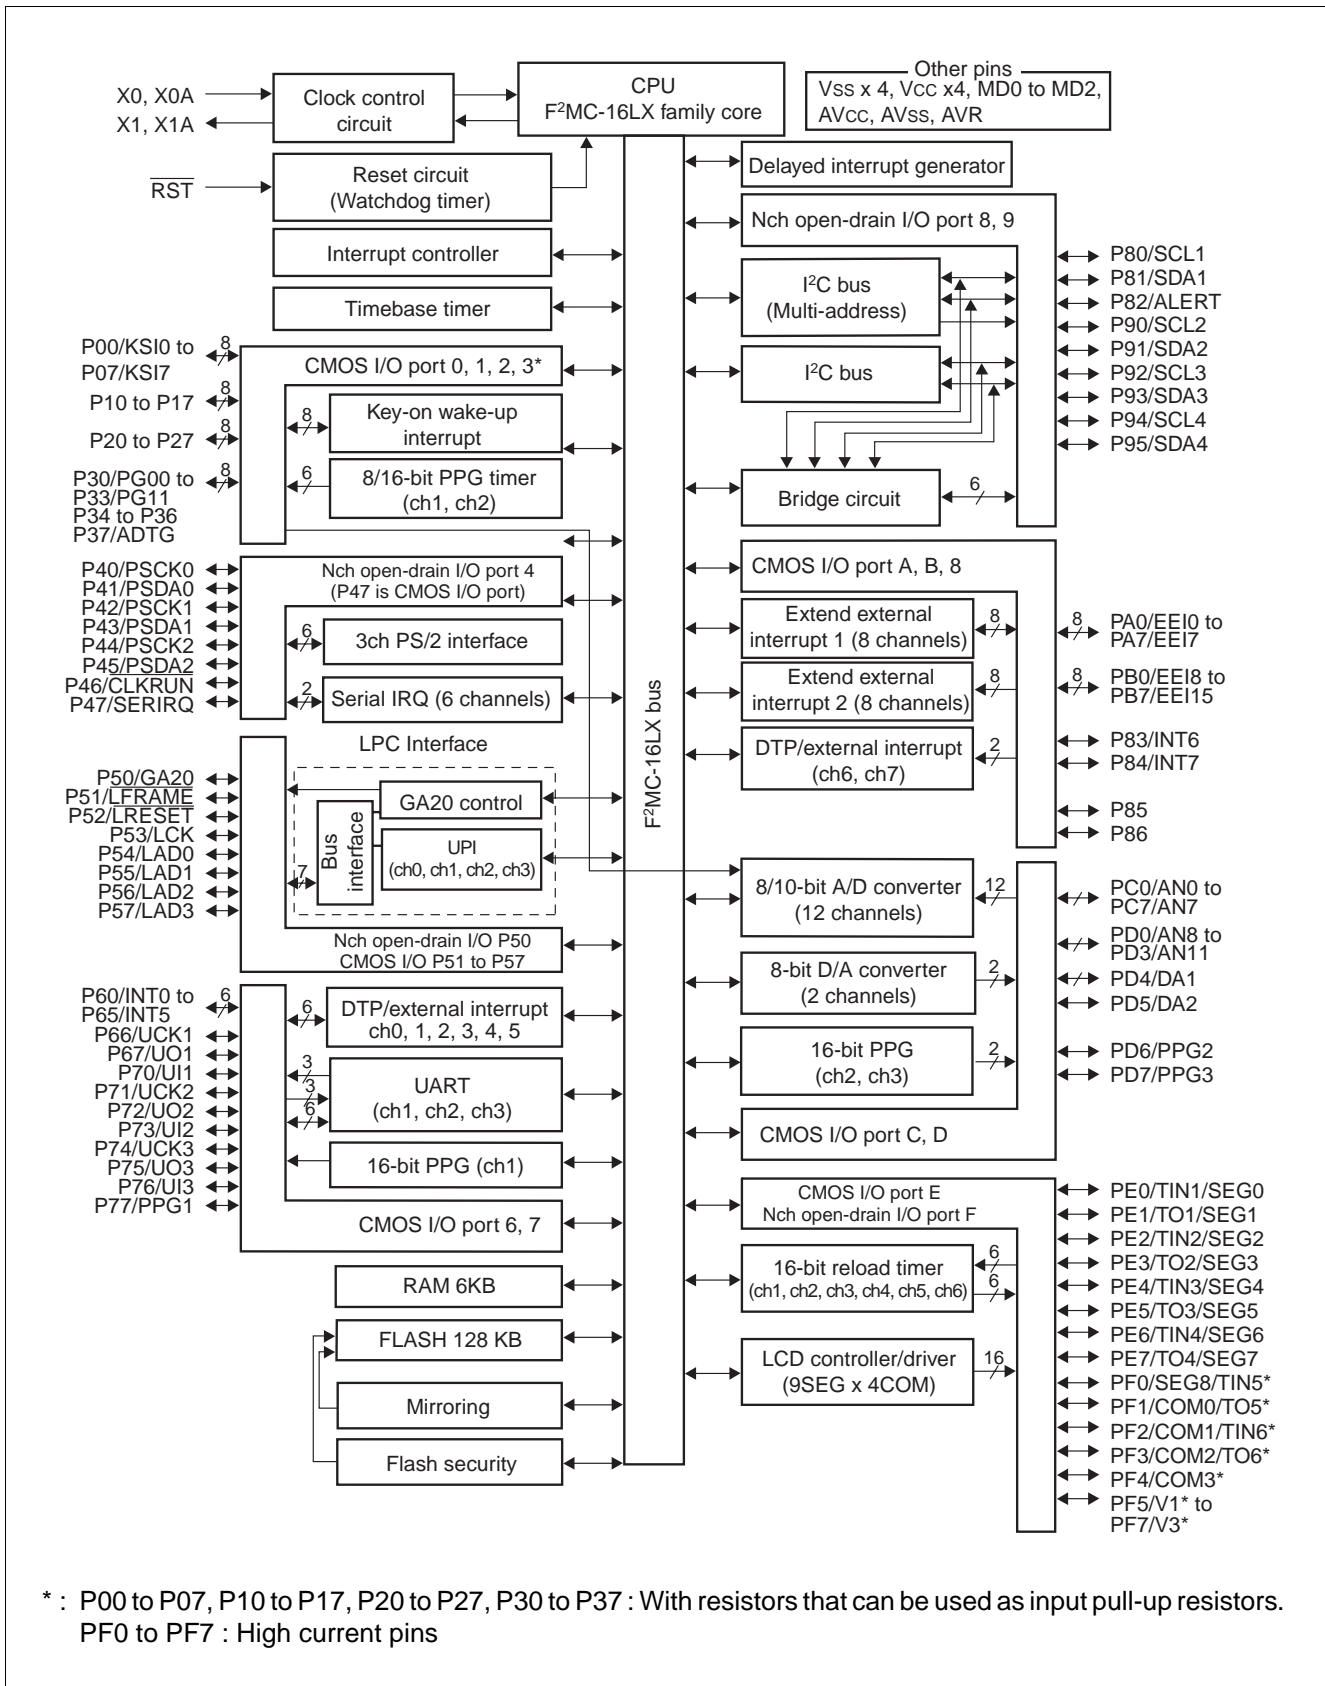 X0, X0A
X1, X1A
Clock control
circuit
CPU
F²MC-16LX family core
Other pins
VSS x 4, VCC x4, MD0 to MD2,
AVCC, AVSS, AVR
RST
Reset circuit
(Watchdog timer)
Interrupt controller
Timebase timer
P00/KSI0 to
P07/KSI7
8
P10 to P17
8
P20 to P27
8
P30/PG00 to
P33/PG11
P34 to P36
P37/ADTG
8
CMOS I/O port 0, 1, 2, 3*
8
Key-on wake-up
interrupt
6
8/16-bit PPG timer
(ch1, ch2)
P40/PSCK0
P41/PSDA0
P42/PSCK1
P43/PSDA1
P44/PSCK2
P45/PSDA2
P46/CLKRUN
P47/SERIRQ
Nch open-drain I/O port 4
(P47 is CMOS I/O port)
6
3ch PS/2 interface
2
Serial IRQ (6 channels)
LPC Interface
P50/GA20
P51/LFRAME
P52/LRESET
P53/LCK
P54/LAD0
P55/LAD1
P56/LAD2
P57/LAD3
GA20 control
Bus
interface
UPI
(ch0, ch1, ch2, ch3)
7
Nch open-drain I/O P50
CMOS I/O P51 to P57
P60/INT0 to
P65/INT5
6
P66/UCK1
P67/UO1
P70/UI1
P71/UCK2
P72/UO2
P73/UI2
P74/UCK3
P75/UO3
P76/UI3
P77/PPG1
6
DTP/external interrupt
ch0, 1, 2, 3, 4, 5
3
3
6
UART
(ch1, ch2, ch3)
16-bit PPG (ch1)
CMOS I/O port 6, 7
RAM 6KB
FLASH 128 KB
Mirroring
Flash security
F²MC-16LX bus
Delayed interrupt generator
Nch open-drain I/O port 8, 9
I²C bus
(Multi-address)
I²C bus
Bridge circuit
6
P80/SCL1
P81/SDA1
P82/ALERT
P90/SCL2
P91/SDA2
P92/SCL3
P93/SDA3
P94/SCL4
P95/SDA4
CMOS I/O port A, B, 8
Extend external
interrupt 1 (8 channels)
8
Extend external
interrupt 2 (8 channels)
8
DTP/external interrupt
(ch6, ch7)
2
8
PA0/EEI0 to
PA7/EEI7
8
PB0/EEI8 to
PB7/EEI15
P83/INT6
P84/INT7
P85
P86
8/10-bit A/D converter
(12 channels)
12
8-bit D/A converter
(2 channels)
2
16-bit PPG
(ch2, ch3)
2
CMOS I/O port C, D
PC0/AN0 to
PC7/AN7
PD0/AN8 to
PD3/AN11
PD4/DA1
PD5/DA2
PD6/PPG2
PD7/PPG3
CMOS I/O port E
Nch open-drain I/O port F
16-bit reload timer
(ch1, ch2, ch3, ch4, ch5, ch6)
6
6
LCD controller/driver
(9SEG x 4COM)
16
PE0/TIN1/SEG0
PE1/TO1/SEG1
PE2/TIN2/SEG2
PE3/TO2/SEG3
PE4/TIN3/SEG4
PE5/TO3/SEG5
PE6/TIN4/SEG6
PE7/TO4/SEG7
PF0/SEG8/TIN5*
PF1/COM0/TO5*
PF2/COM1/TIN6*
PF3/COM2/TO6*
PF4/COM3*
PF5/V1* to
PF7/V3*
* : P00 to P07, P10 to P17, P20 to P27, P30 to P37 : With resistors that can be used as input pull-up resistors.
PF0 to PF7 : High current pins